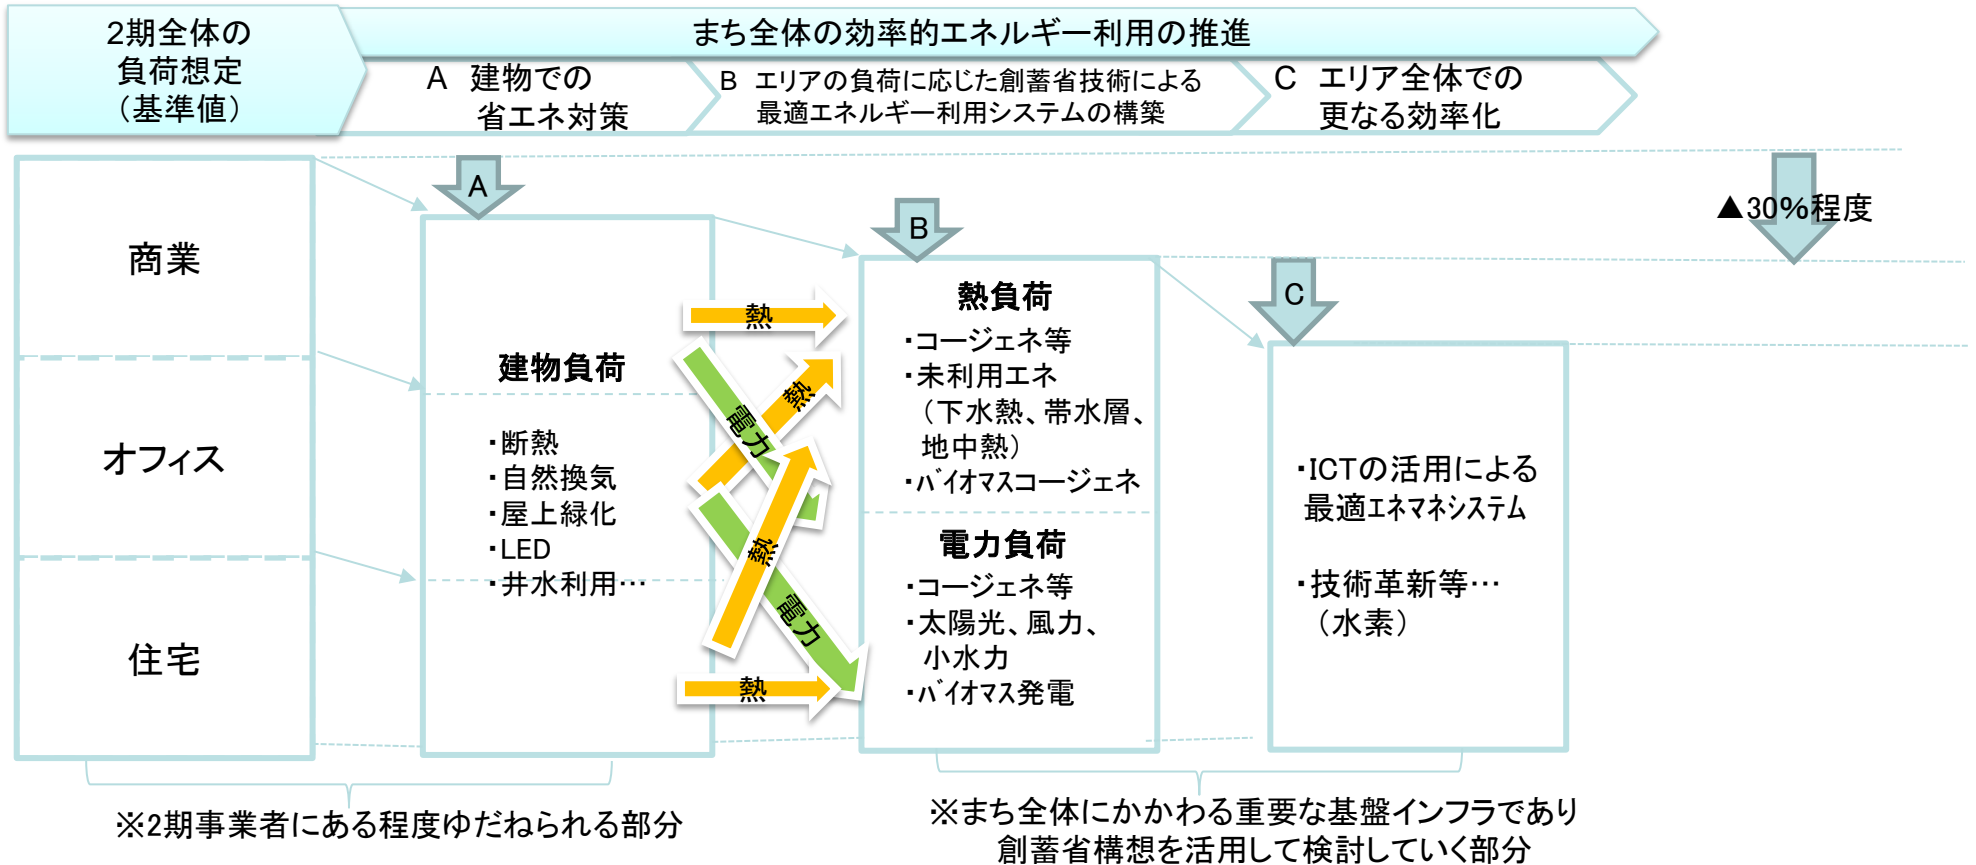 2期全体の
負荷想定
（基準値）
まち全体の効率的エネルギー利用の推進
A 建物での
省エネ対策
B エリアの負荷に応じた創蓄省技術による
最適エネルギー利用システムの構築
C エリア全体での
更なる効率化
A
B
C
▲30%程度
商業
オフィス
住宅
建物負荷
・断熱
・自然換気
・屋上緑化
・LED
・井水利用…
熱
電力
熱
熱
電力
熱
熱負荷
・コージェネ等
・未利用エネ
（下水熱、帯水層、
地中熱）
・ﾊﾞｲｵﾏｽコージェネ
電力負荷
・コージェネ等
・太陽光、風力、
小水力
・ﾊﾞｲｵﾏｽ発電
・ICTの活用による
最適ｴﾈﾏﾈｼｽﾃﾑ
・技術革新等…
（水素）
※2期事業者にある程度ゆだねられる部分
※まち全体にかかわる重要な基盤インフラであり
創蓄省構想を活用して検討していく部分